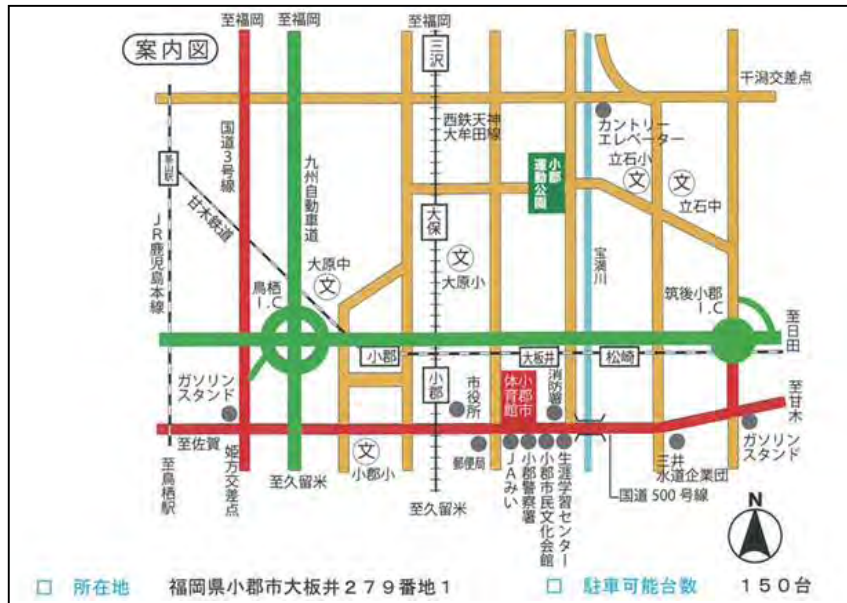 案内図
至福岡
至福岡
至福岡
三沢
干潟交差点
国道3号線
九州自動車道
西鉄天神
大牟田線
カントリー
エレベーター
立石小
文
文
立石中
小郡
運動公園
甘木鉄道
JR鹿児島本線
大保
大原中
文
文
大原小
宝満川
鳥栖
I.C
筑後小郡
I.C
至日田
小郡
大板井
松崎
ガソリン
スタンド
小郡
市役所
小郡市
体育館
消防署
至甘木
至佐賀
姫方交差点
文
小郡小
郵便局
JAみい
小郡警察署
小郡市民文化会館
生涯学習センター
三井
水道企業団
ガソリン
スタンド
国道500号線
至鳥栖駅
至久留米
至久留米
N
所在地 福岡県小郡市大板井279番地1
駐車可能台数 150台